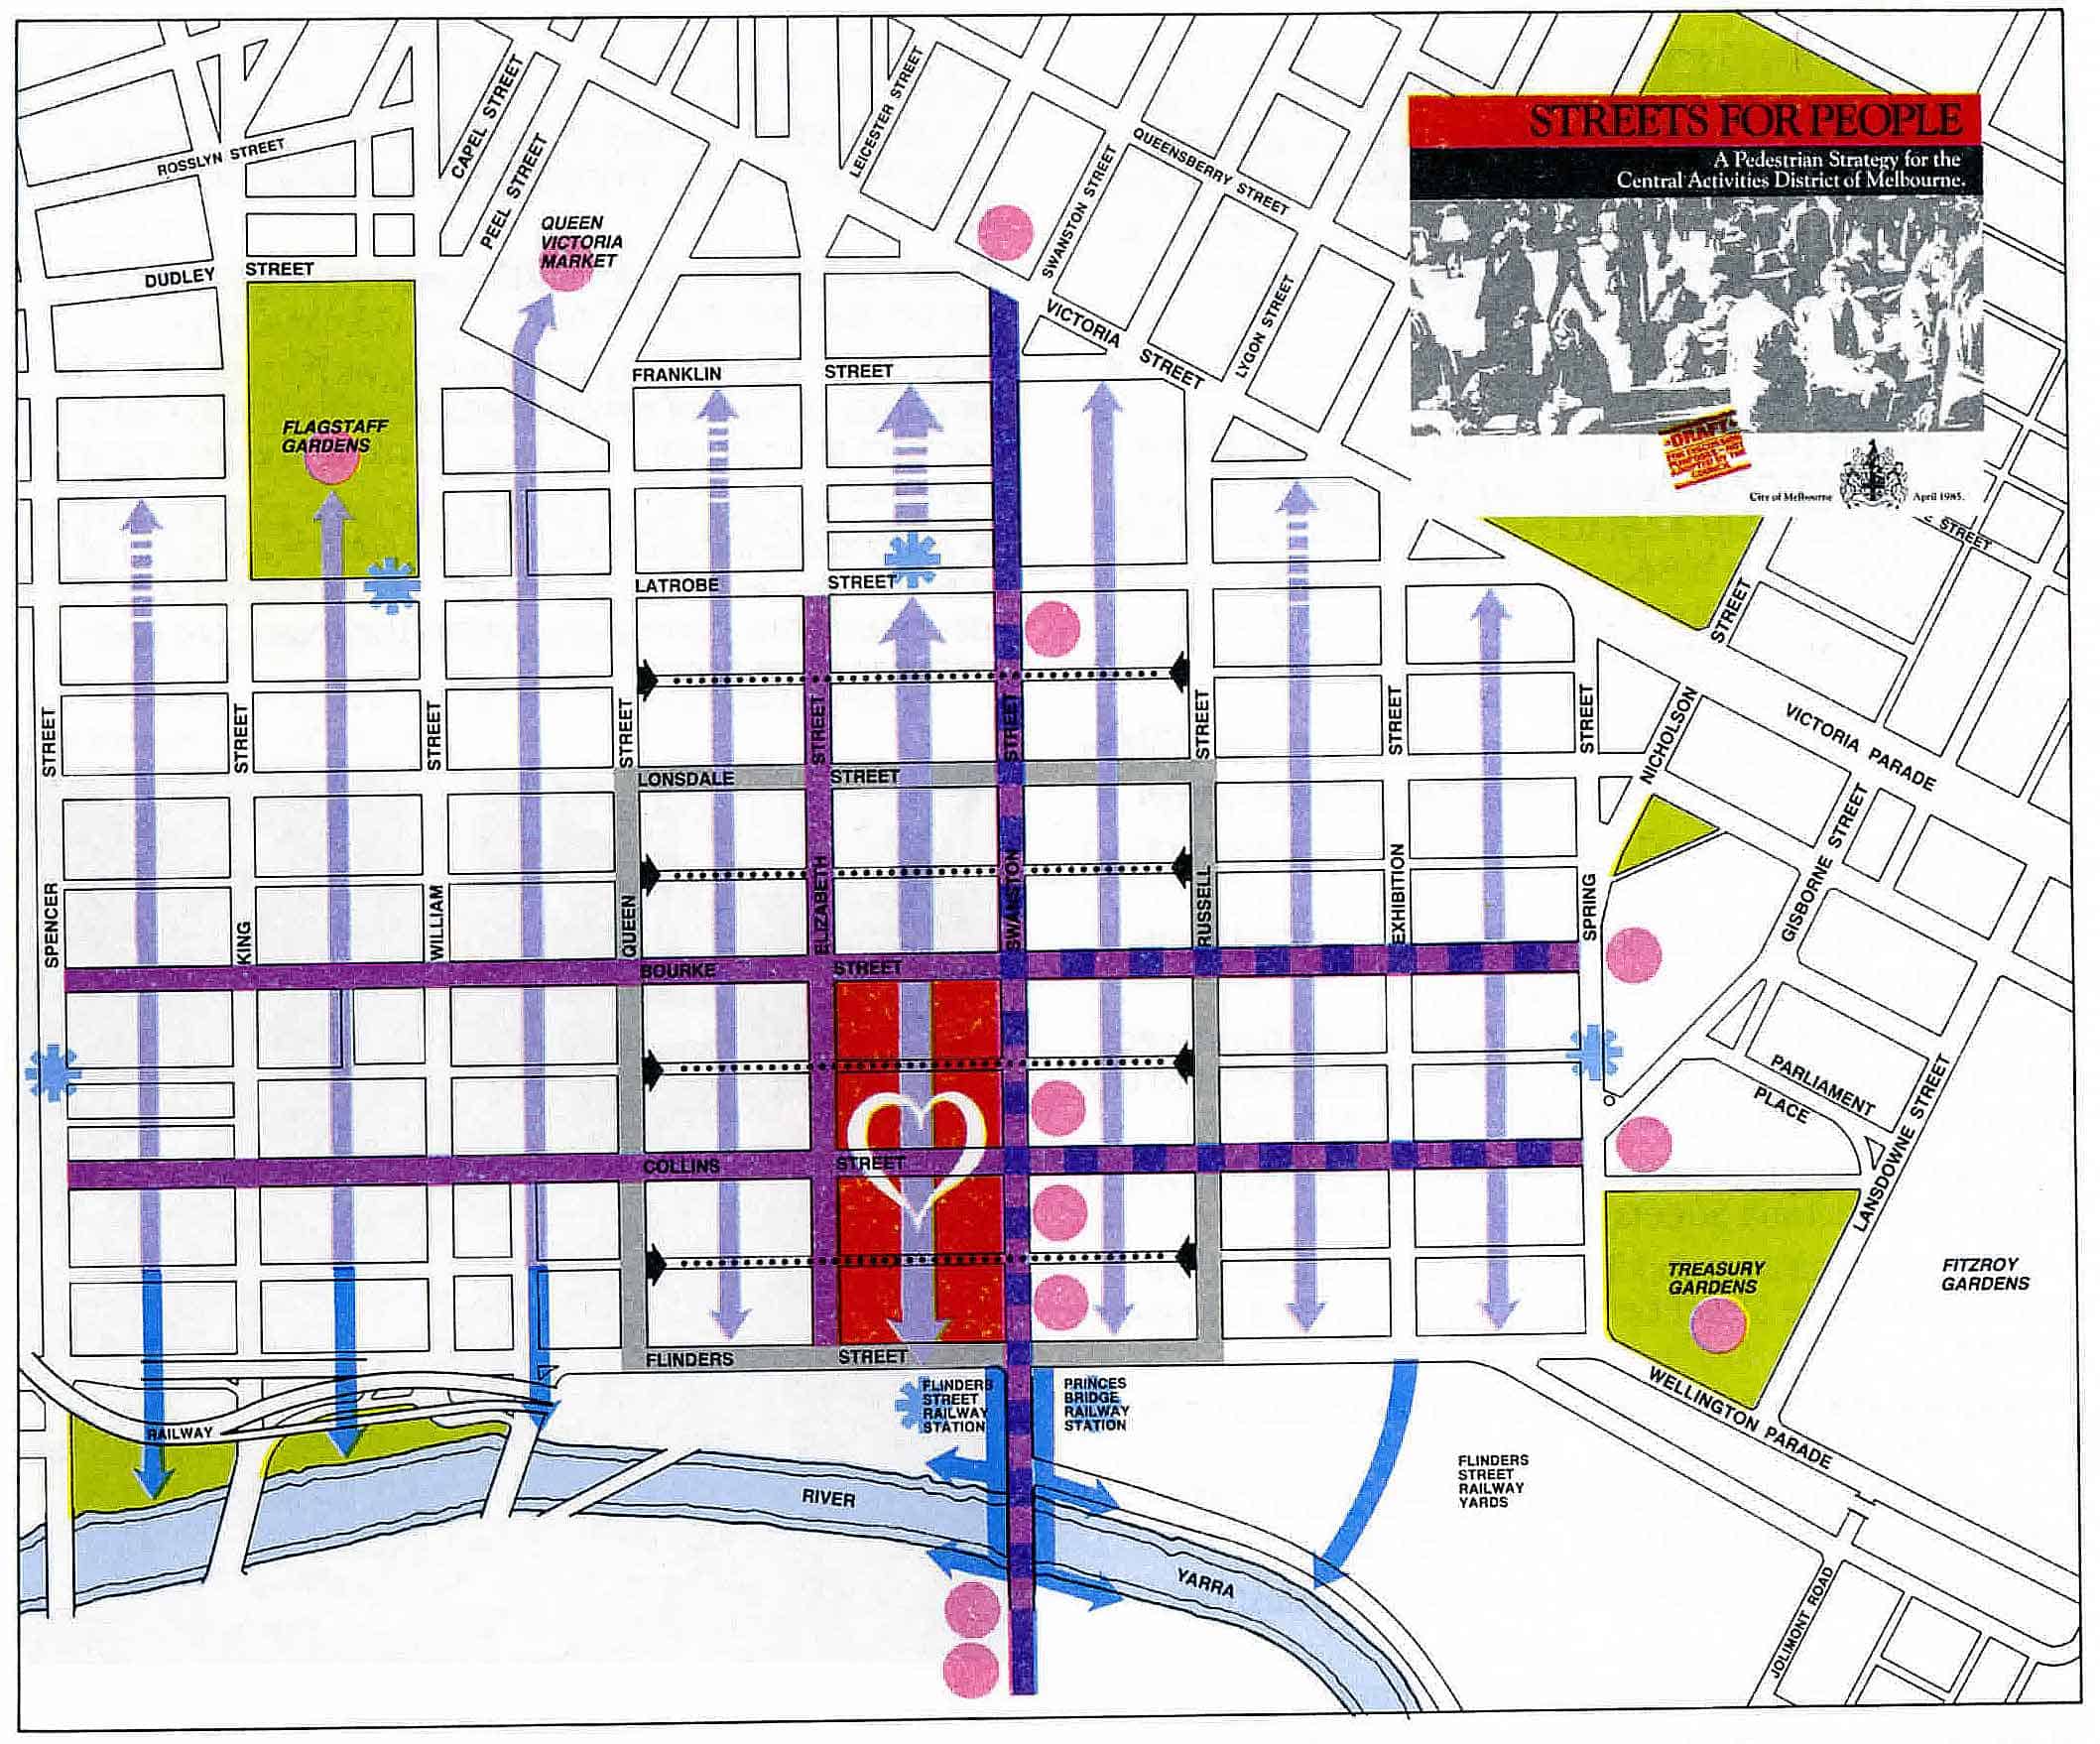 STREETS FOR PEOPLE
A Pedestrian Strategy for the
Central Activities District of Melbourne.
DRAFT
City of Melbourne
April 1985.
ROSSLYN STREET
CAPEL STREET
PEEL STREET
LEICESTER STREET
SWANSTON STREET
QUEENSBERRY STREET
LYGON STREET
QUEEN
VICTORIA
MARKET
DUDLEY STREET
VICTORIA STREET
FRANKLIN STREET
FLAGSTAFF
GARDENS
E STREET
LATROBE STREET
NICHOLSON STREET
VICTORIA PARADE
GISBORNE STREET
LONSDALE STREET
SPENCER STREET
KING STREET
WILLIAM STREET
QUEEN STREET
ELIZABETH STREET
SWANSTON STREET
RUSSELL STREET
EXHIBITION STREET
SPRING STREET
BOURKE STREET
PARLIAMENT
PLACE
LANSDOWNE STREET
COLLINS STREET
TREASURY
GARDENS
FITZROY
GARDENS
FLINDERS STREET
FLINDERS
STREET
RAILWAY
STATION
PRINCES
BRIDGE
RAILWAY
STATION
WELLINGTON PARADE
RAILWAY
FLINDERS
STREET
RAILWAY
YARDS
RIVER
YARRA
JOLIMONT ROAD